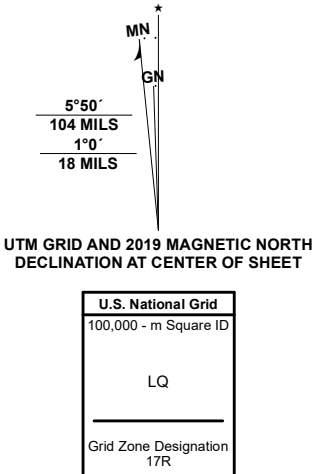 ★
MN
GN
5°50´
104 MILS
1°0´
18 MILS
UTM GRID AND 2019 MAGNETIC NORTH
DECLINATION AT CENTER OF SHEET
U.S. National Grid
100,000 - m Square ID
LQ
Grid Zone Designation
17R